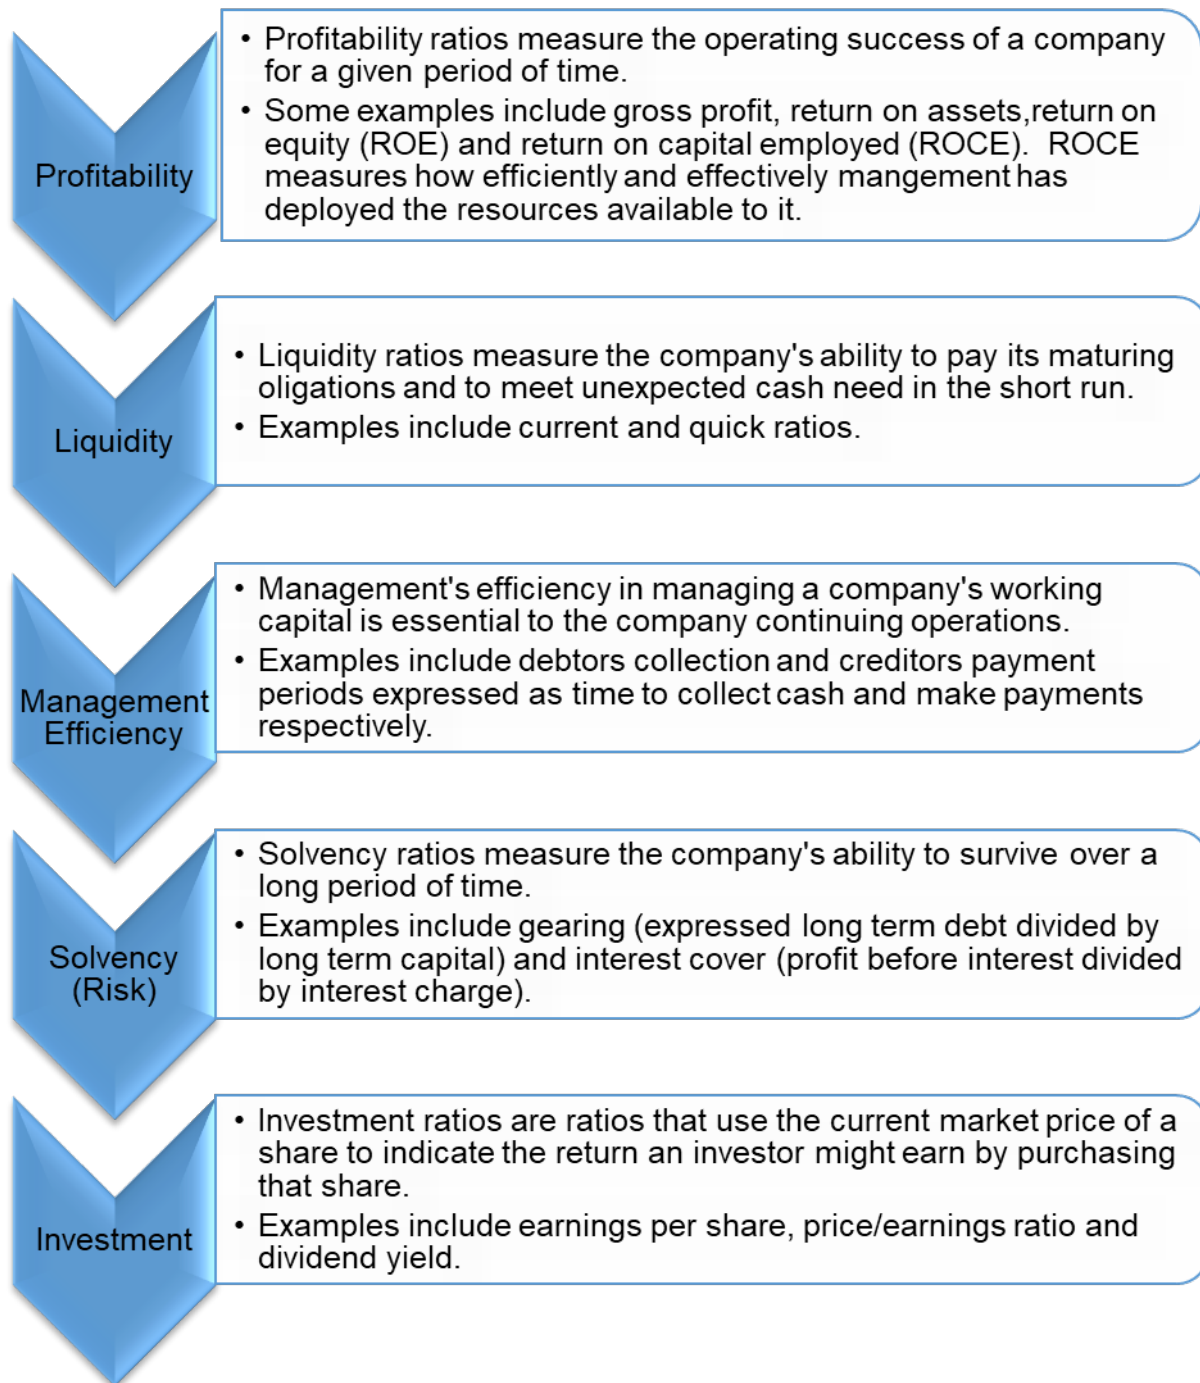 Profitability
• Profitability ratios measure the operating success of a company
for a given period of time.
• Some examples include gross profit, return on assets,return on
equity (ROE) and return on capital employed (ROCE).  ROCE
measures how efficiently and effectively mangement has
deployed the resources available to it.
Liquidity
• Liquidity ratios measure the company's ability to pay its maturing
oligations and to meet unexpected cash need in the short run.
• Examples include current and quick ratios.
Management
Efficiency
• Management's efficiency in managing a company's working
capital is essential to the company continuing operations.
• Examples include debtors collection and creditors payment
periods expressed as time to collect cash and make payments
respectively.
Solvency
(Risk)
• Solvency ratios measure the company's ability to survive over a
long period of time.
• Examples include gearing (expressed long term debt divided by
long term capital) and interest cover (profit before interest divided
by interest charge).
Investment
• Investment ratios are ratios that use the current market price of a
share to indicate the return an investor might earn by purchasing
that share.
• Examples include earnings per share, price/earnings ratio and
dividend yield.